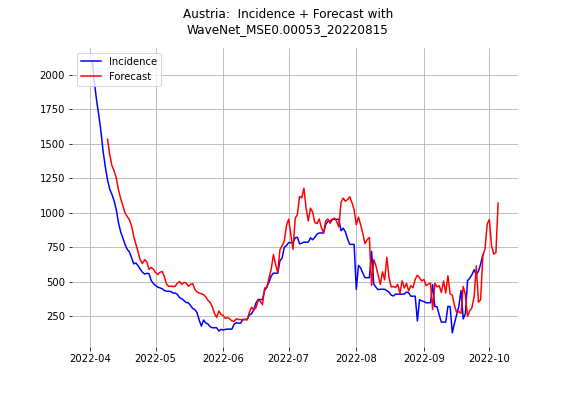 Austria:  Incidence + Forecast with
WaveNet_MSE0.00053_20220815
Incidence
Forecast
2000
1750
1500
1250
1000
750
500
250
2022-04 2022-05 2022-06 2022-07 2022-08 2022-09 2022-10